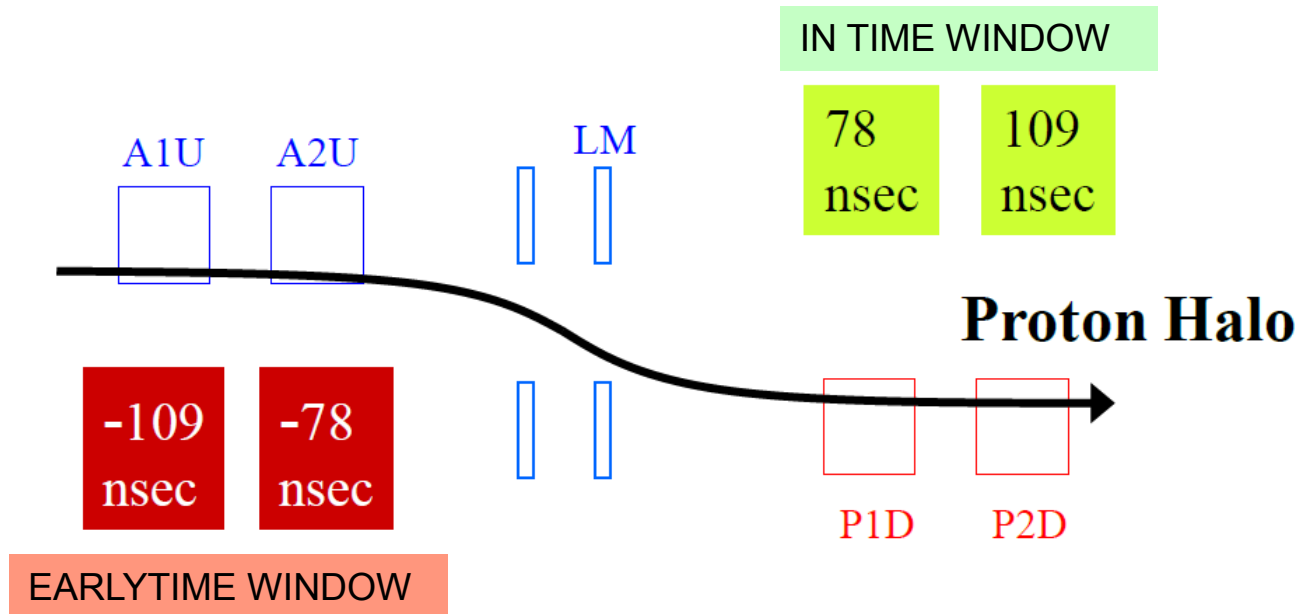 IN TIME WINDOW
78
nsec
109
nsec
A1U
A2U
LM
Proton Halo
-109
nsec
-78
nsec
P1D
P2D
EARLYTIME WINDOW